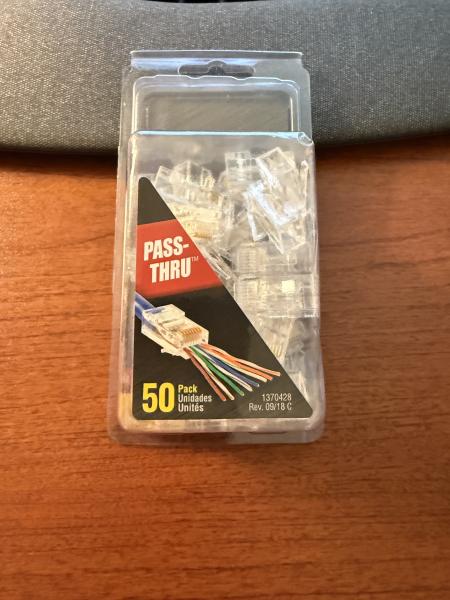 PASS-
THRU™
50 Pack
Unidades
Unités
1370428
Rev. 09/18 C